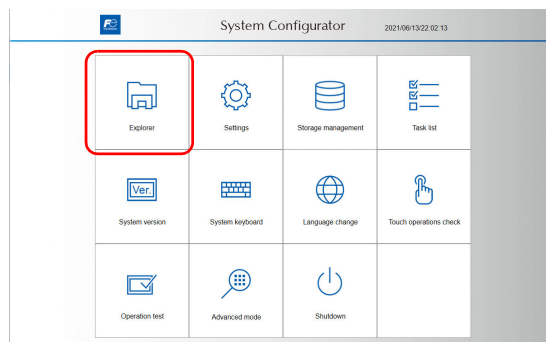 System Configurator 2021/06/13/22:02:13
Explorer Settings Storage management Task list
Ver.
System version System keyboard Language change Touch operations check
Operation test Advanced mode Shutdown